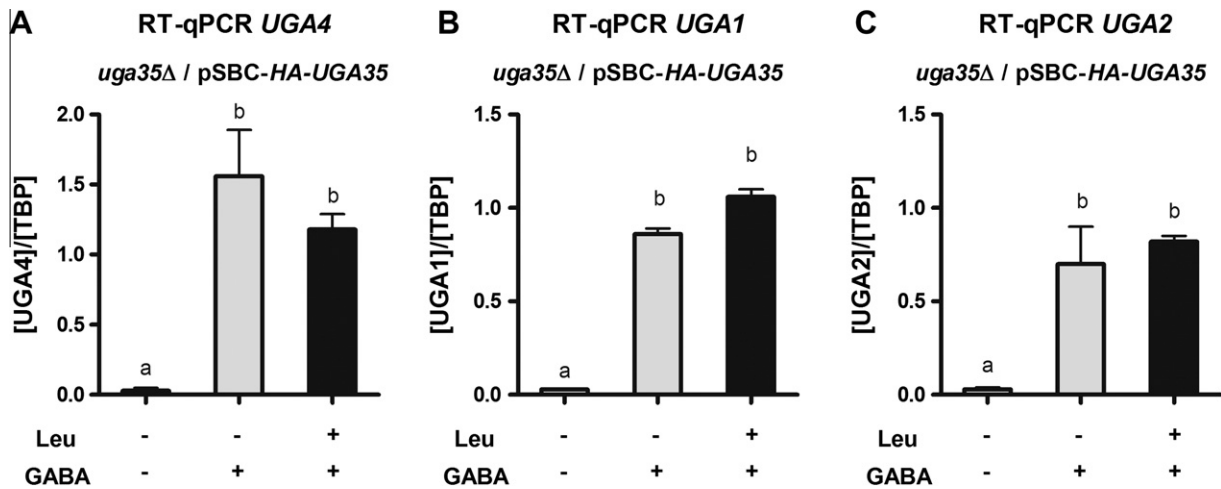 A RT-qPCR UGA4
uga35Δ / pSBC-HA-UGA35
[UGA4]/[TBP]
2.0
1.5
1.0
0.5
0.0
a
b
b
Leu - - +
GABA - + +
B RT-qPCR UGA1
uga35Δ / pSBC-HA-UGA35
[UGA1]/[TBP]
1.5
1.0
0.5
0.0
a
b
b
Leu - - +
GABA - + +
C RT-qPCR UGA2
uga35Δ / pSBC-HA-UGA35
[UGA2]/[TBP]
1.5
1.0
0.5
0.0
a
b
b
Leu - - +
GABA - + +